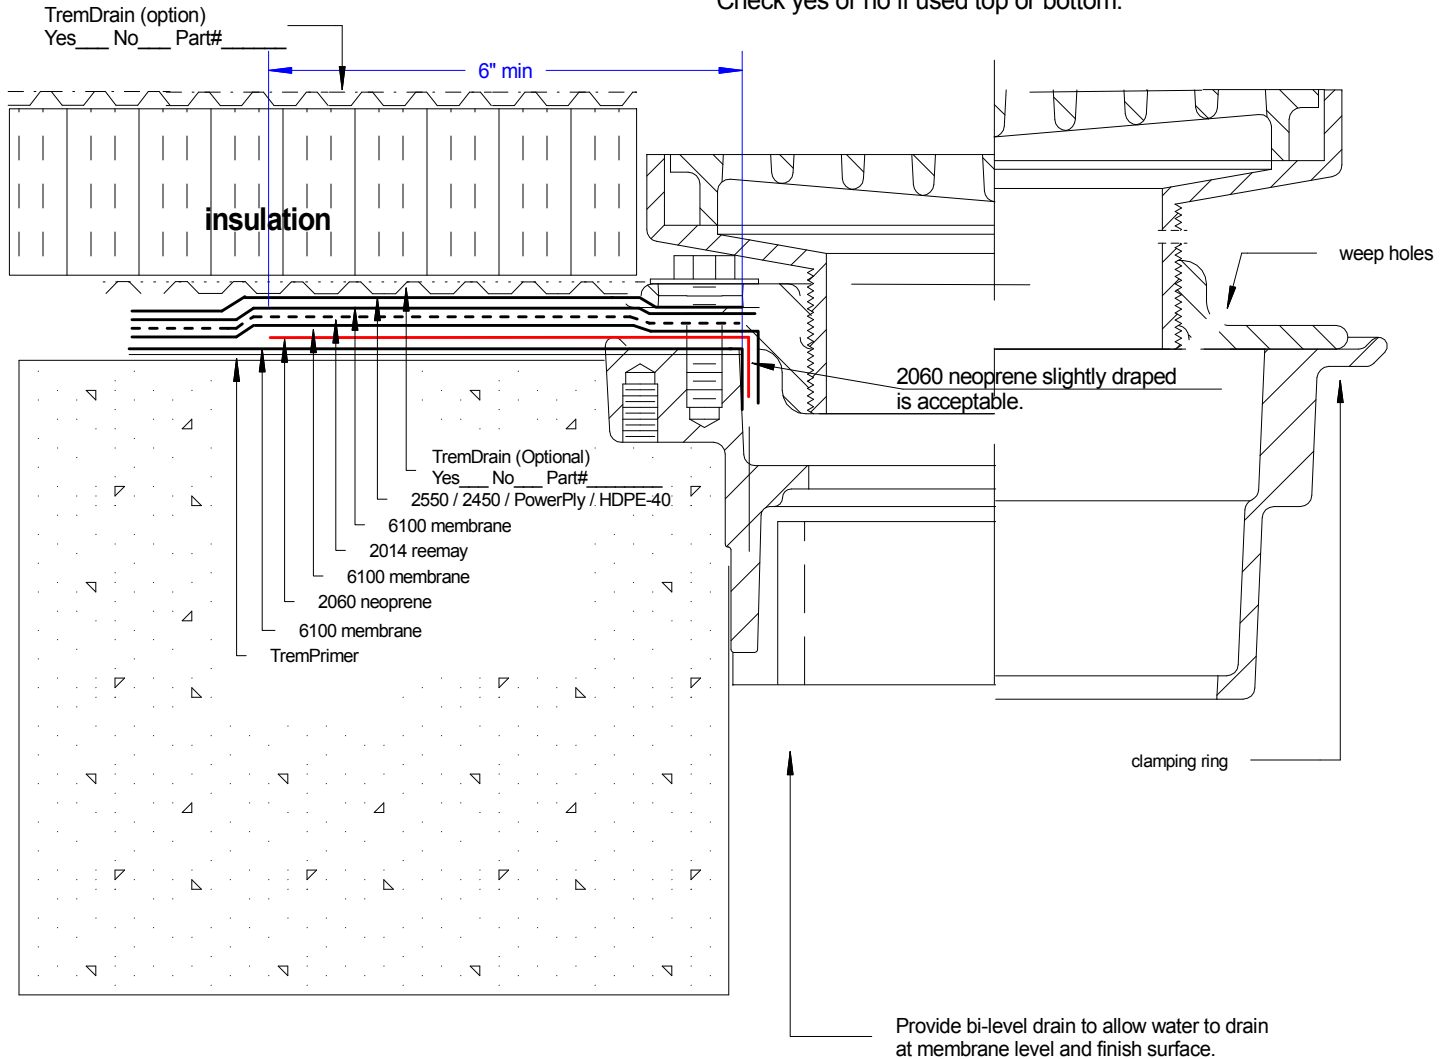 Check yes or no if used top or bottom.
TremDrain (option)
Yes___ No___ Part#______
6" min
insulation
weep holes
2060 neoprene slightly draped
is acceptable.
TremDrain (Optional)
Yes___ No___ Part#________
2550 / 2450 / PowerPly / HDPE-40
6100 membrane
2014 reemay
6100 membrane
2060 neoprene
6100 membrane
TremPrimer
clamping ring
Provide bi-level drain to allow water to drain
at membrane level and finish surface.